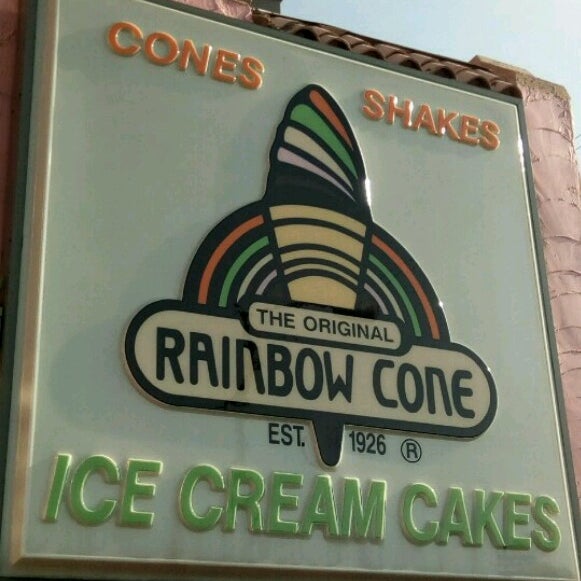 CONES
SHAKES
THE ORIGINAL
RAINBOW CONE
EST. 1926 ®
ICE CREAM CAKES